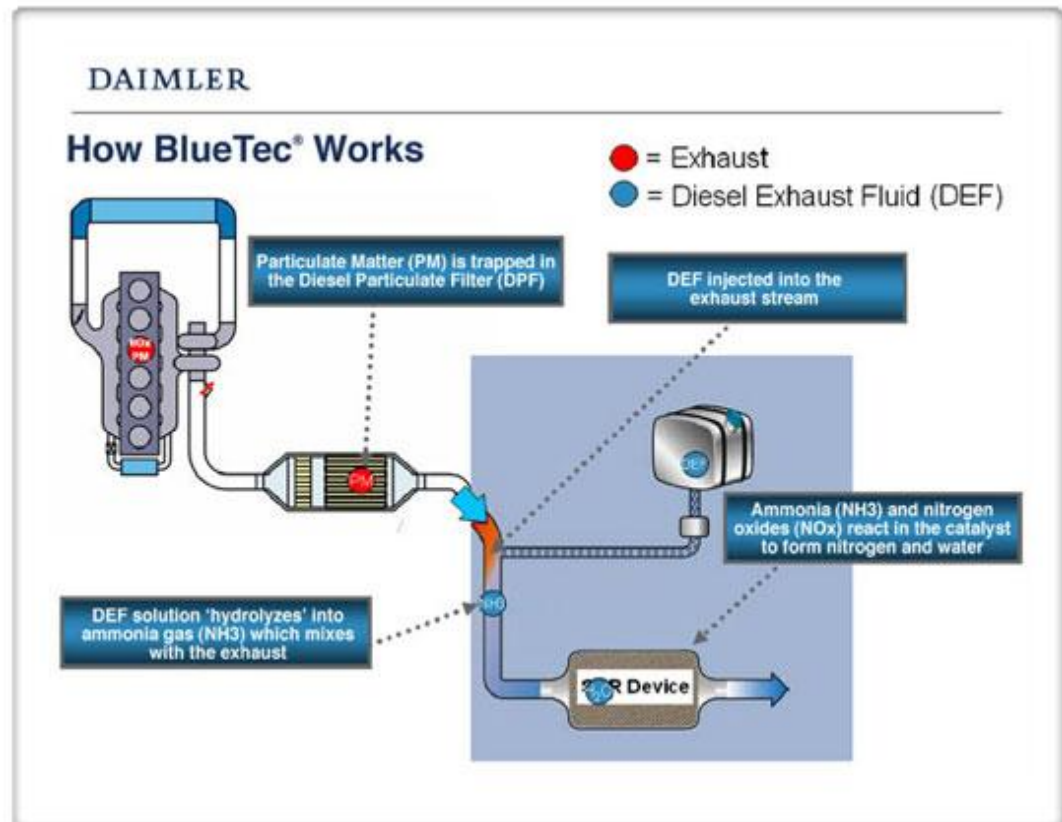 DAIMLER
How BlueTec® Works
= Exhaust
= Diesel Exhaust Fluid (DEF)
Particulate Matter (PM) is trapped in
the Diesel Particulate Filter (DPF)
DEF injected into the
exhaust stream
NOx
PM
PM
DEF
Ammonia (NH3) and nitrogen
oxides (NOx) react in the catalyst
to form nitrogen and water
NH3
DEF solution ‘hydrolyzes’ into
ammonia gas (NH3) which mixes
with the exhaust
Device